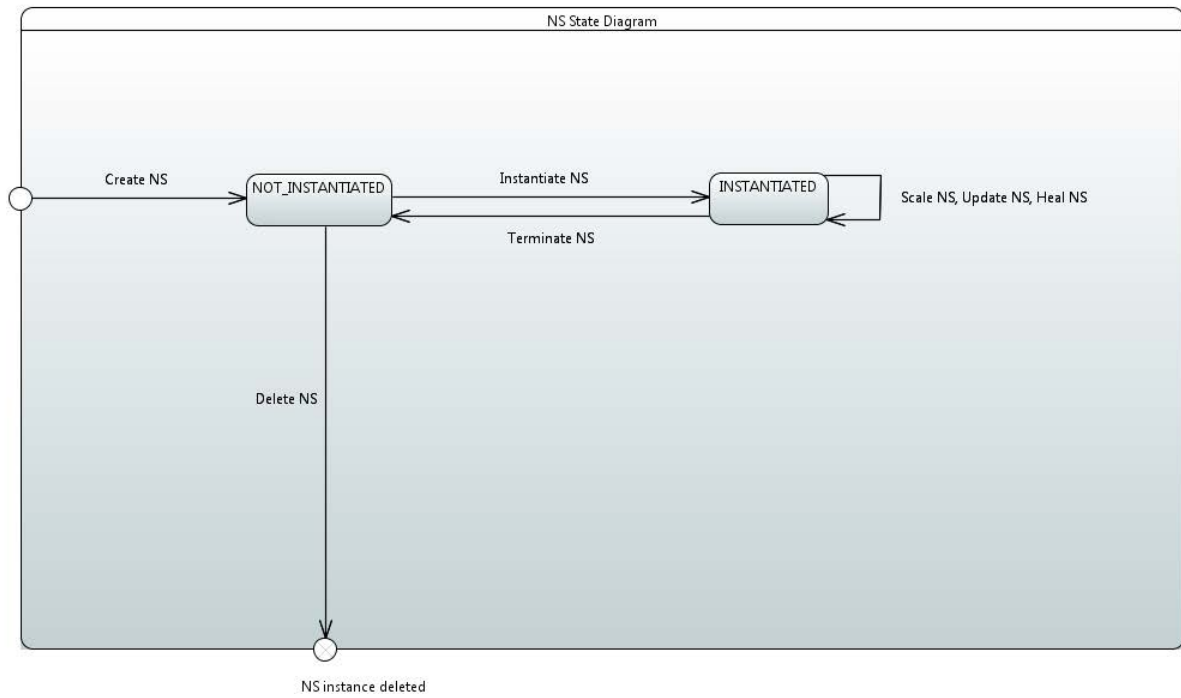 NS State Diagram
Create NS
NOT_INSTANTIATED
Instantiate NS
INSTANTIATED
Scale NS, Update NS, Heal NS
Terminate NS
Delete NS
NS instance deleted